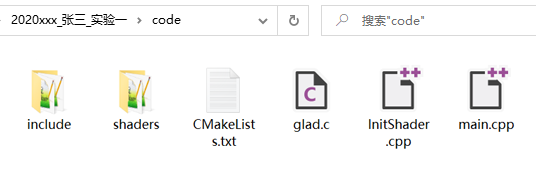 2020xxx_张三_实验一 > code
搜索"code"
include
shaders
CMakeList
s.txt
glad.c
InitShader
.cpp
main.cpp